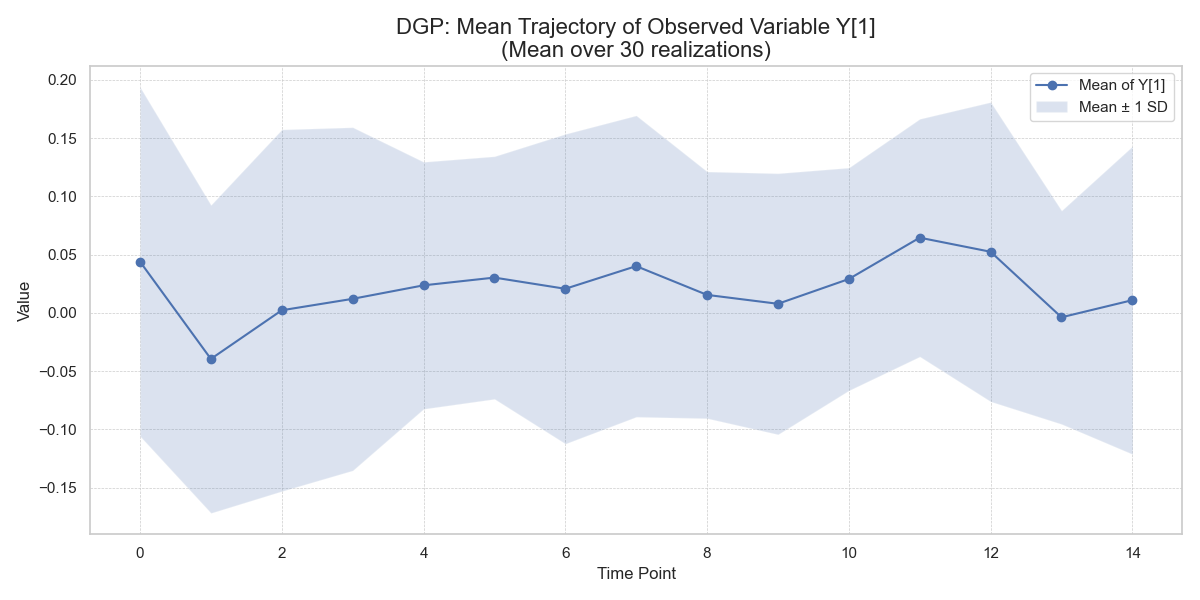 DGP: Mean Trajectory of Observed Variable Y[1]
(Mean over 30 realizations)
Mean of Y[1]
Mean ± 1 SD
Value
0.20
0.15
0.10
0.05
0.00
−0.05
−0.10
−0.15
0 2 4 6 8 10 12 14
Time Point